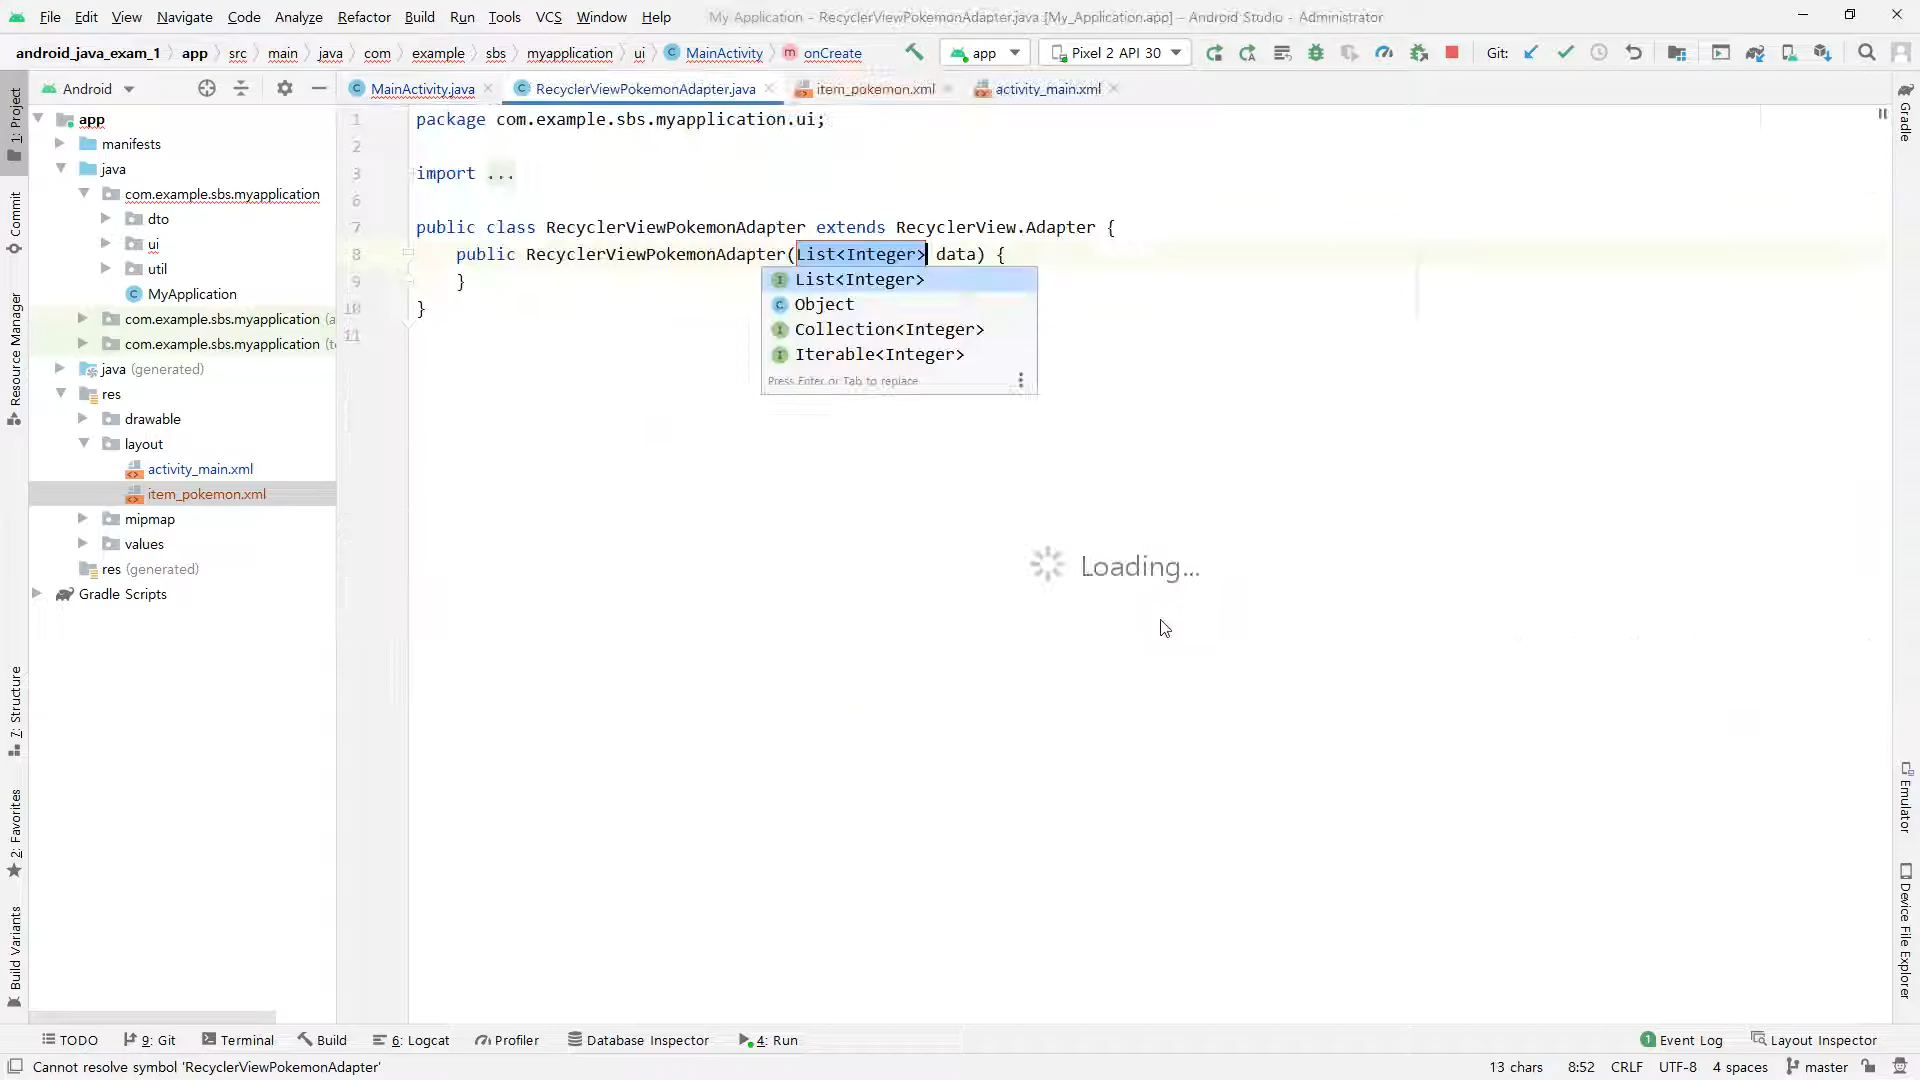 File Edit View Navigate Code Analyze Refactor Build Run Tools VCS Window Help My Application – RecyclerViewPokemonAdapter.java [My_Application.app] – Android Studio - Administrator
android_java_exam_1 app src main java com example sbs myapplication ui MainActivity onCreate app Pixel 2 API 30 Git:
Android MainActivity.java RecyclerViewPokemonAdapter.java item_pokemon.xml activity_main.xml
app
manifests
java
com.example.sbs.myapplication
dto
ui
util
MyApplication
com.example.sbs.myapplication (a
com.example.sbs.myapplication (te
java (generated)
res
drawable
layout
activity_main.xml
item_pokemon.xml
mipmap
values
res (generated)
Gradle Scripts
1: Project
Commit
Resource Manager
7: Structure
2: Favorites
Build Variants
1 package com.example.sbs.myapplication.ui;
2
3 import ...
6
7 public class RecyclerViewPokemonAdapter extends RecyclerView.Adapter {
8 public RecyclerViewPokemonAdapter(List<Integer> data) {
9 }
10 }
11
List<Integer>
Object
Collection<Integer>
Iterable<Integer>
Press Enter or Tab to replace
Loading...
Gradle
Emulator
Device File Explorer
TODO 9: Git Terminal Build 6: Logcat Profiler Database Inspector 4: Run 1 Event Log Layout Inspector
Cannot resolve symbol 'RecyclerViewPokemonAdapter' 13 chars 8:52 CRLF UTF-8 4 spaces master